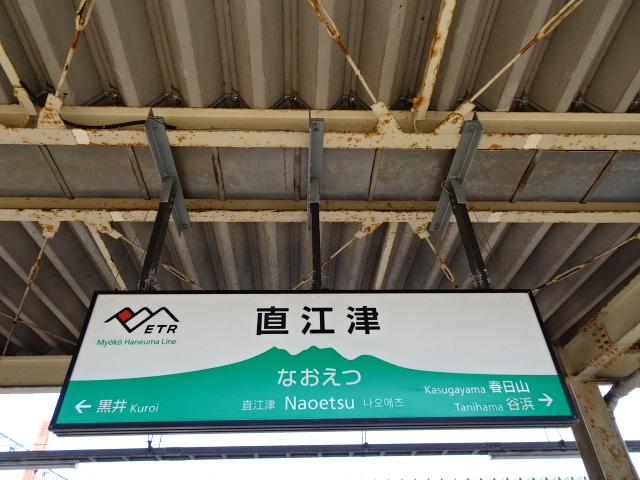 ETR
Myōkō Haneuma Line
直江津
なおえつ
直江津 Naoetsu 나오에츠
← 黒井 Kuroi
Kasugayama 春日山
Tanihama 谷浜 →